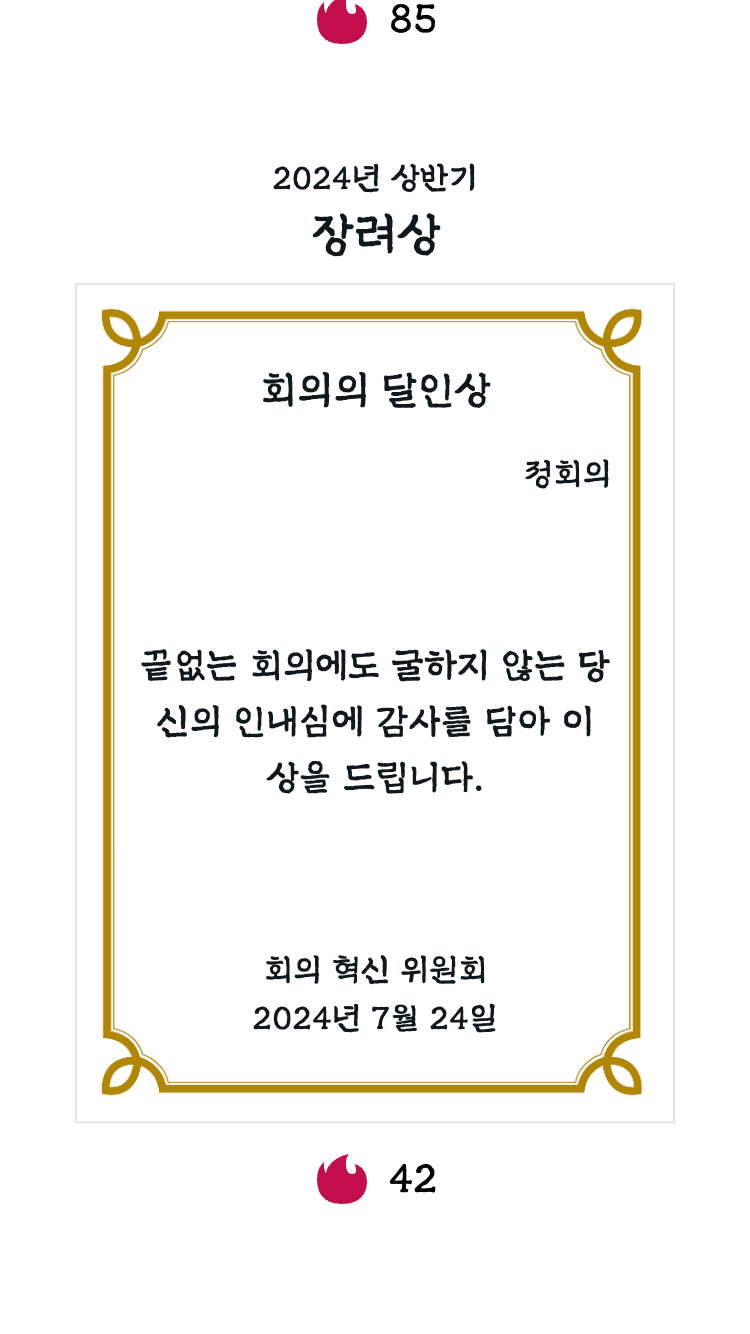 85
2024년 상반기
장려상
회의의 달인상
정회의
끝없는 회의에도 굴하지 않는 당
신의 인내심에 감사를 담아 이
상을 드립니다.
회의 혁신 위원회
2024년 7월 24일
42